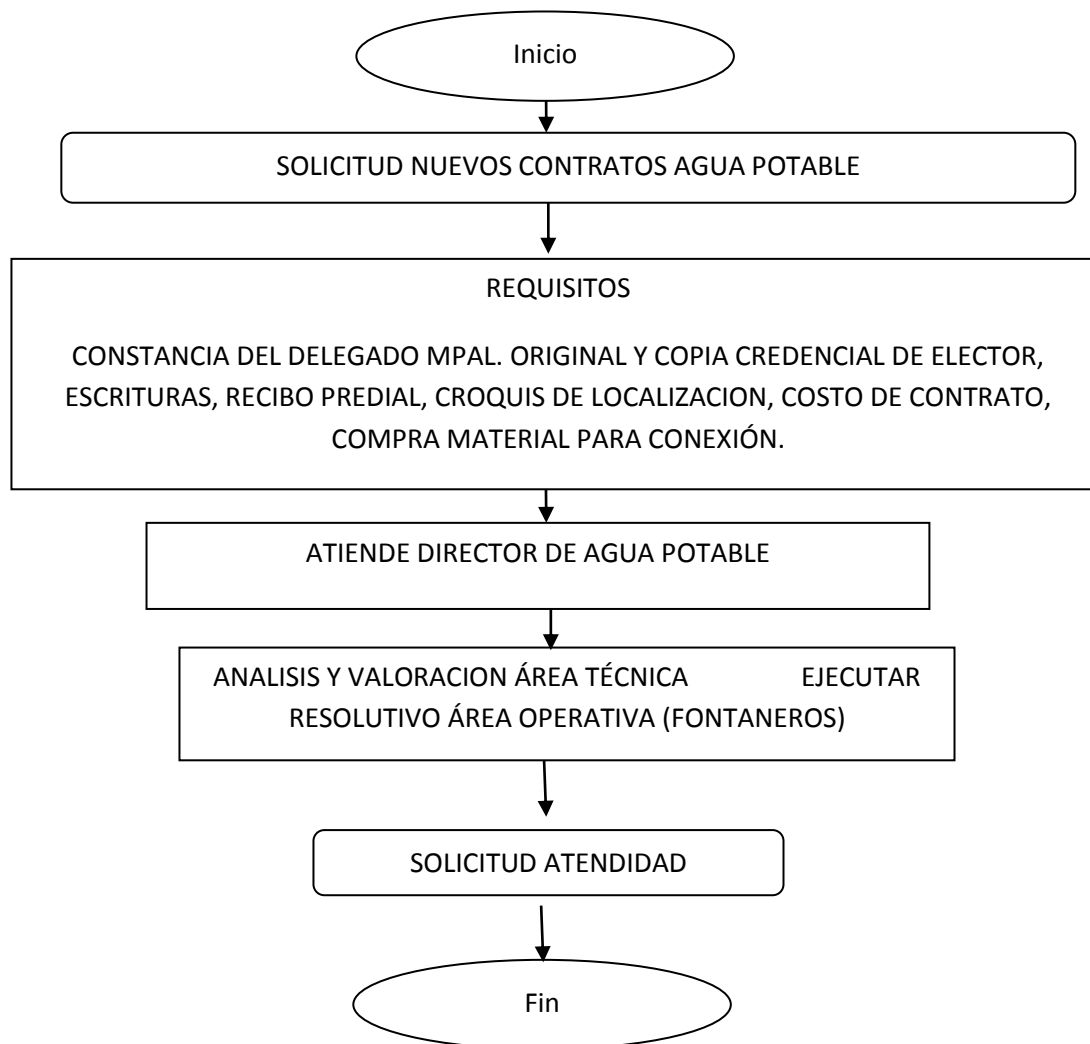 Inicio
SOLICITUD NUEVOS CONTRATOS AGUA POTABLE
REQUISITOS
CONSTANCIA DEL DELEGADO MPAL. ORIGINAL Y COPIA CREDENCIAL DE ELECTOR,
ESCRITURAS, RECIBO PREDIAL, CROQUIS DE LOCALIZACION, COSTO DE CONTRATO,
COMPRA MATERIAL PARA CONEXIÓN.
ATIENDE DIRECTOR DE AGUA POTABLE
ANALISIS Y VALORACION ÁREA TÉCNICA EJECUTAR
RESOLUTIVO ÁREA OPERATIVA (FONTANEROS)
SOLICITUD ATENDIDAD
Fin